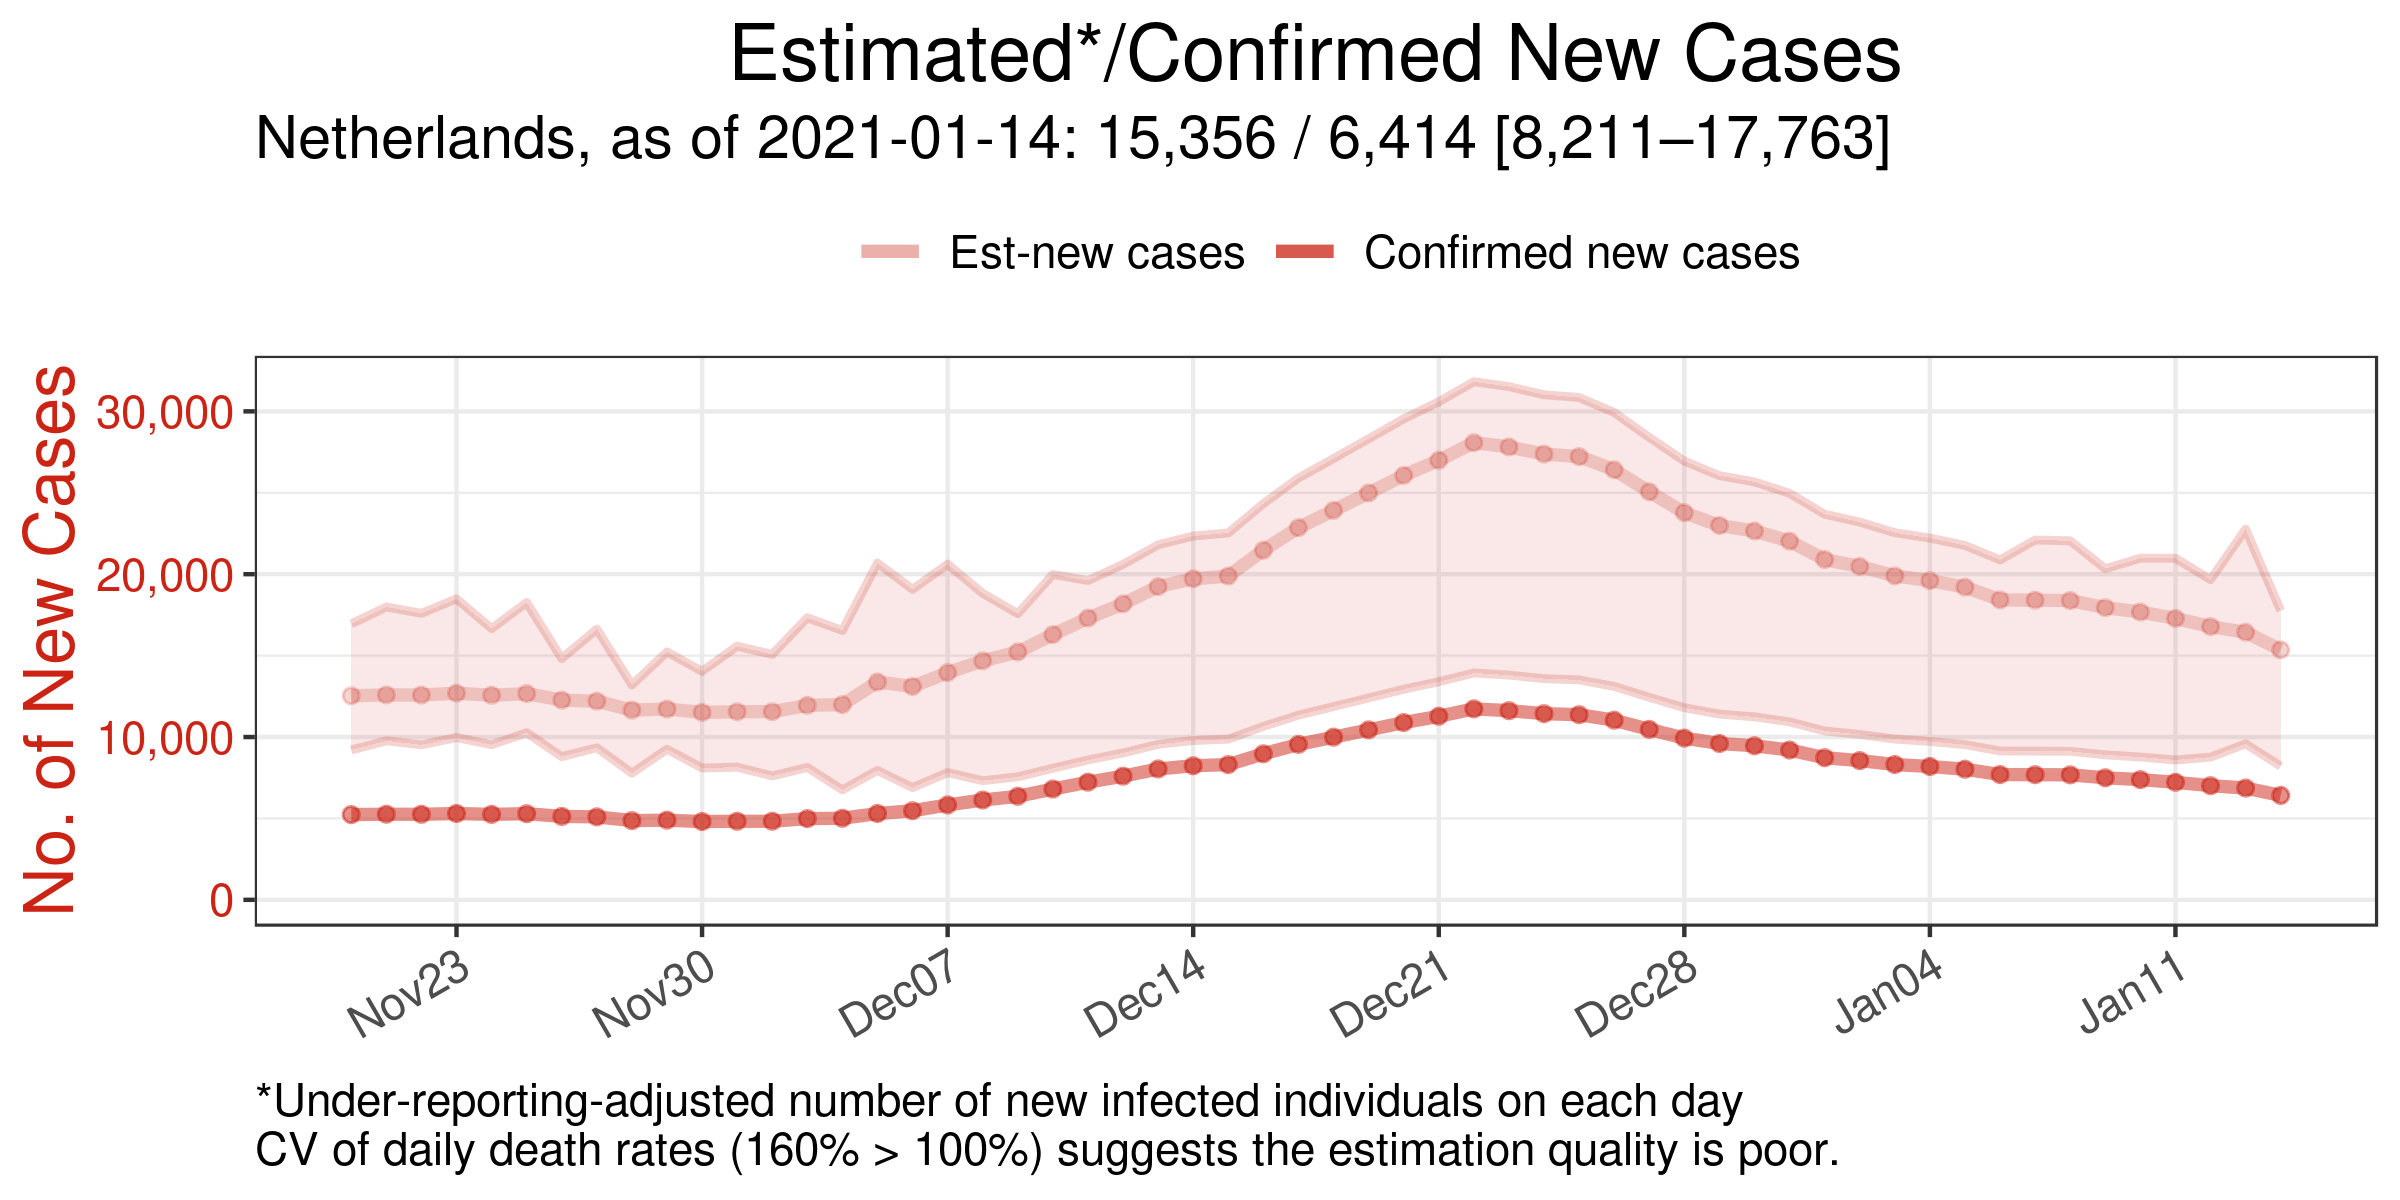 Estimated*/Confirmed New Cases
Netherlands, as of 2021-01-14: 15,356 / 6,414 [8,211–17,763]
Est-new cases
Confirmed new cases
No. of New Cases
30,000
20,000
10,000
0
Nov23
Nov30
Dec07
Dec14
Dec21
Dec28
Jan04
Jan11
*Under-reporting-adjusted number of new infected individuals on each day
CV of daily death rates (160% > 100%) suggests the estimation quality is poor.